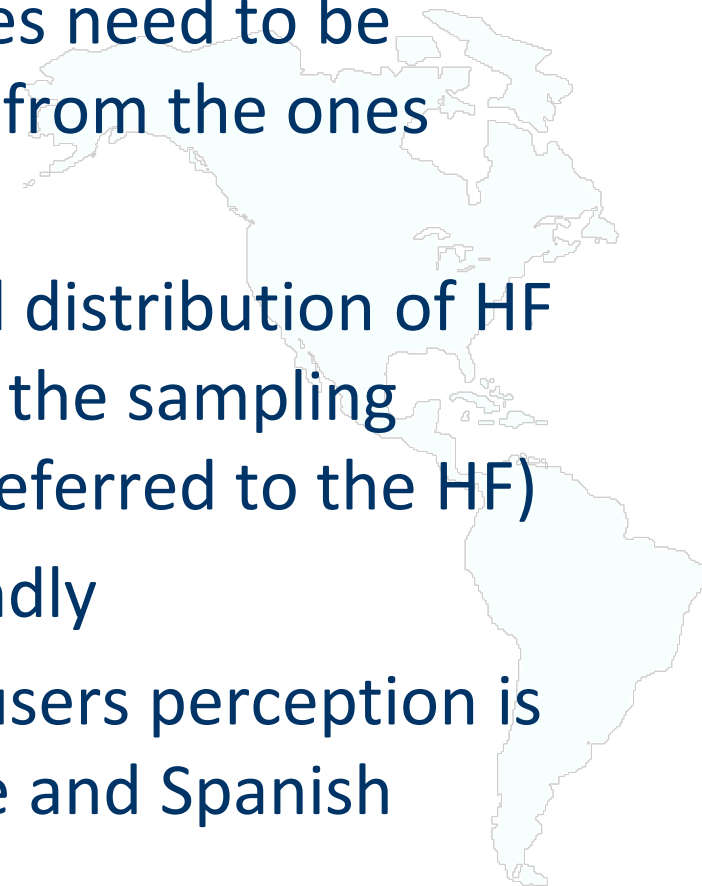 es need to be
from the ones
distribution of HF
the sampling
eferred to the HF)
dly
users perception is
e and Spanish